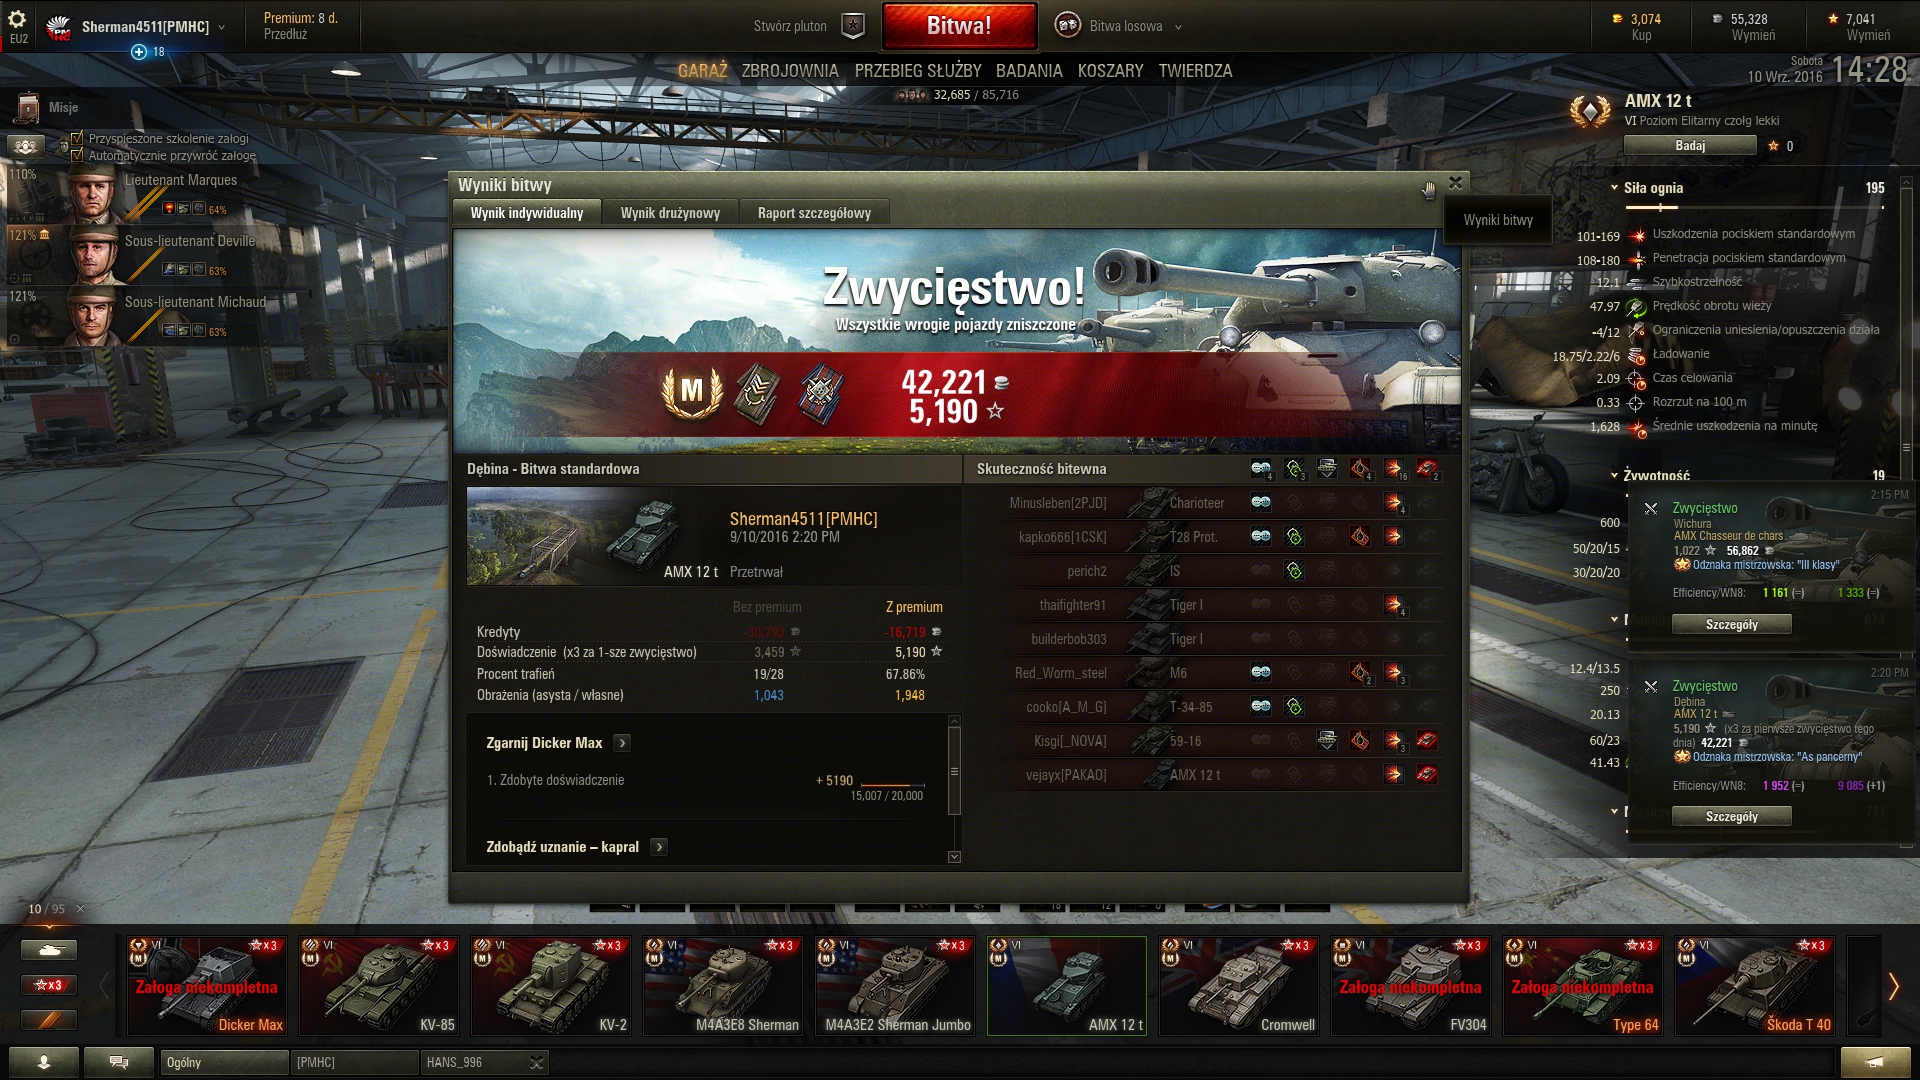 Sherman4511[PMHC]
EU2
18
Premium: 8 d.
Przedłuż
Stwórz pluton
Bitwa!
Bitwa losowa
3,074
Kup
55,328
Wymień
7,041
Wymień
GARAŻ ZBROJOWNIA PRZEBIEG SŁUŻBY BADANIA KOSZARY TWIERDZA
32,685 / 85,716
Sobota
10 Wrz. 2016
14:28
Misje
Przyspieszone szkolenie załogi
Automatycznie przywróć załogę
110%
Lieutenant Marques
64%
121%
Sous-lieutenant Deville
63%
121%
Sous-lieutenant Michaud
63%
AMX 12 t
VI Poziom Elitarny czołg lekki
Badaj
0
Siła ognia 195
101-169 Uszkodzenia pociskiem standardowym
108-180 Penetracja pociskiem standardowym
12.1 Szybkostrzelność
47.97 Prędkość obrotu wieży
-4/12 Ograniczenia uniesienia/opuszczenia działa
18.75/2.22/6 Ładowanie
2.09 Czas celowania
0.33 Rozrzut na 100 m
1,628 Średnie uszkodzenia na minutę
Żywotność 19
600
50/20/15
30/20/20
12.4/13.5
250
20.13
60/23
41.43
Wyniki bitwy
Wynik indywidualny
Wynik drużynowy
Raport szczegółowy
Wyniki bitwy
Zwycięstwo!
Wszystkie wrogie pojazdy zniszczone
M
42,221
5,190
Dębina - Bitwa standardowa
Sherman4511[PMHC]
9/10/2016 2:20 PM
AMX 12 t Przetrwał
Bez premium Z premium
Kredyty -30,793 -16,719
Doświadczenie (x3 za 1-sze zwycięstwo) 3,459 5,190
Procent trafień 19/28 67.86%
Obrażenia (asysta / własne) 1,043 1,948
Zgarnij Dicker Max
1. Zdobyte doświadczenie + 5190
15,007 / 20,000
Zdobądź uznanie – kapral
Skuteczność bitewna 4 3 4 16 2
Minusleben[2PJD] Charioteer 4
kapko666[1CSK] T28 Prot.
perich2 IS
thaifighter91 Tiger I 4
builderbob303 Tiger I
Red_Worm_steel M6 2 3
cooko[A_M_G] T-34-85
Kisgi[_NOVA] 59-16 3
vejayx[PAKAO] AMX 12 t
2:15 PM
Zwycięstwo
Wichura
AMX Chasseur de chars
1,022 56,862
Odznaka mistrzowska: "III klasy"
Efficiency/WN8: 1 161 (=) 1 333 (=)
Szczegóły
2:20 PM
Zwycięstwo
Dębina
AMX 12 t
5,190 (x3 za pierwsze zwycięstwo tego
dnia) 42,221
Odznaka mistrzowska: "As pancerny"
Efficiency/WN8: 1 952 (=) 9 085 (+1)
Szczegóły
10 / 95
x3
VI x3 M Załoga niekompletna Dicker Max
VI x3 M KV-85
VI x3 M KV-2
VI x3 M M4A3E8 Sherman
VI x3 M M4A3E2 Sherman Jumbo
VI M AMX 12 t
VI x3 M Cromwell
VI x3 M Załoga niekompletna FV304
VI x3 M Załoga niekompletna Type 64
VI x3 M Škoda T 40
Ogólny
[PMHC]
HANS_996